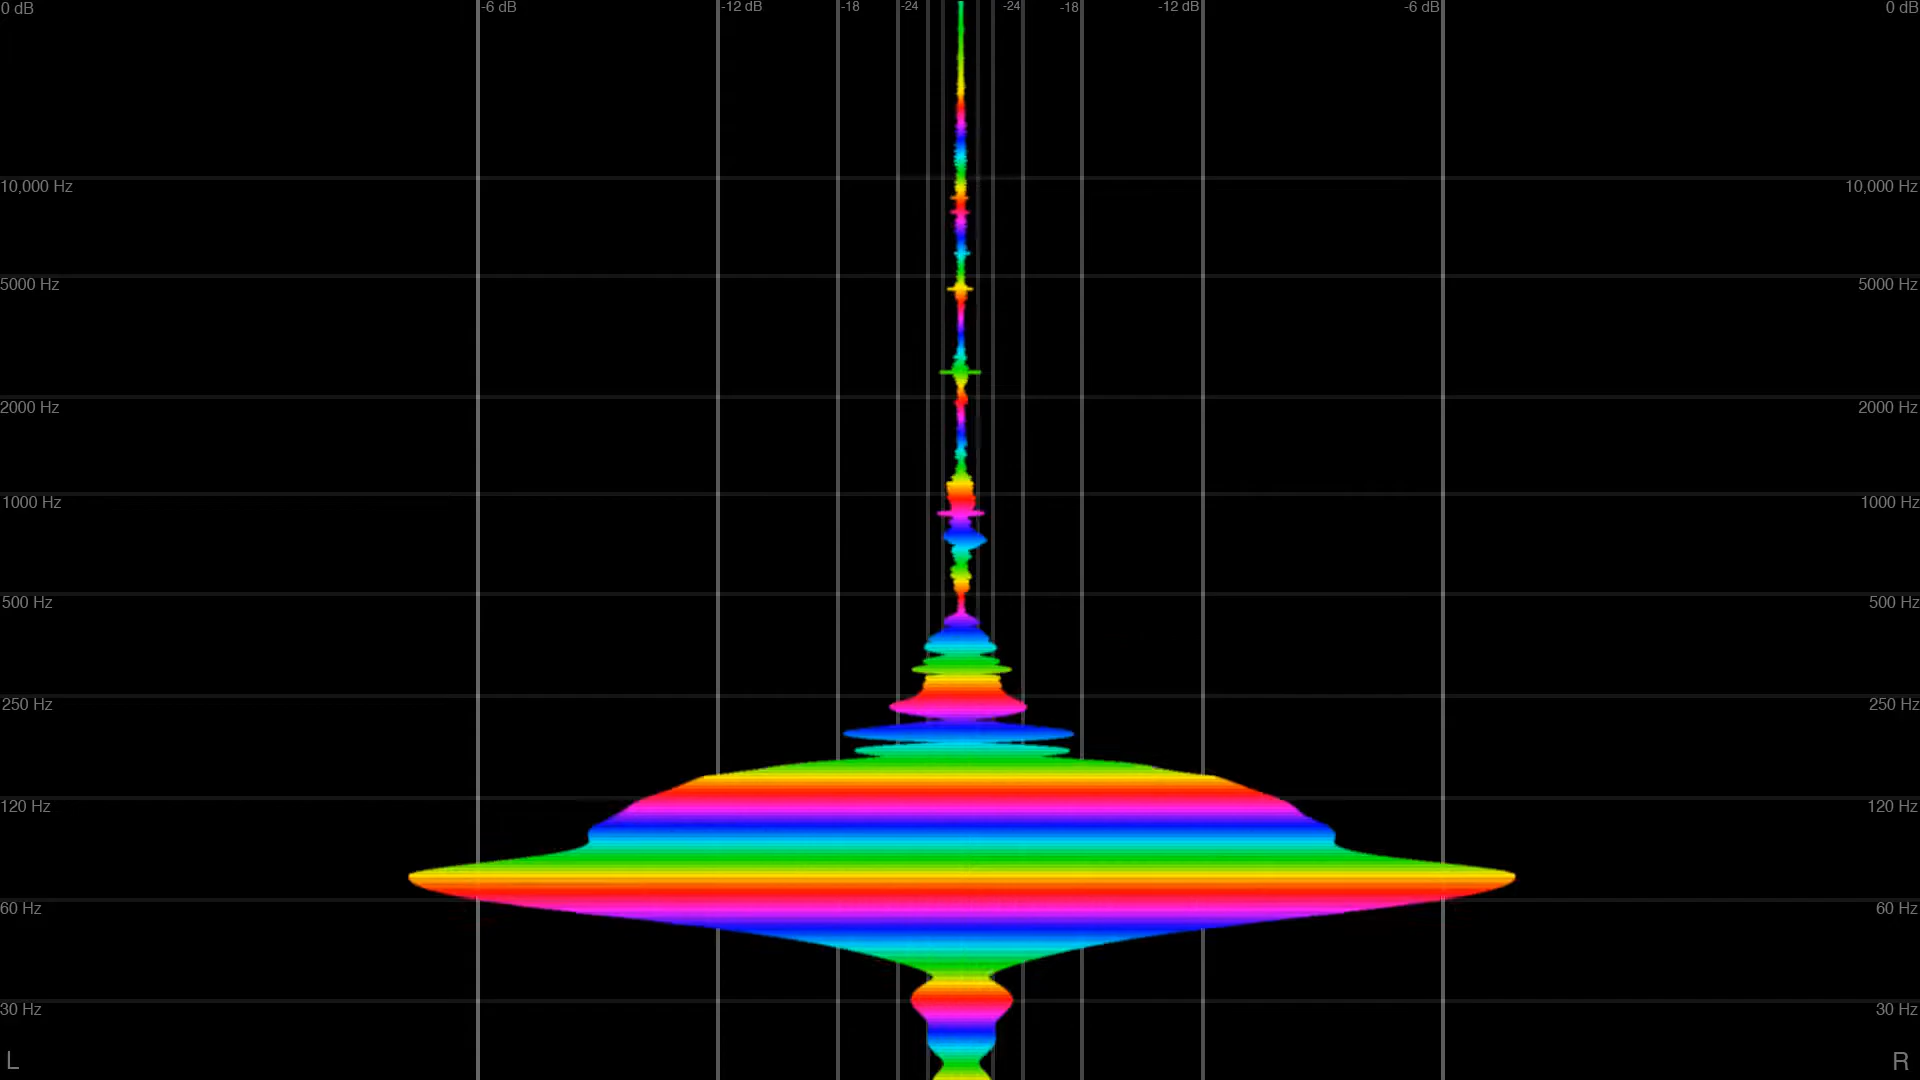 0 dB -6 dB -12 dB -18 -24 -24 -18 -12 dB -6 dB 0 dB
10,000 Hz 10,000 Hz
5000 Hz 5000 Hz
2000 Hz 2000 Hz
1000 Hz 1000 Hz
500 Hz 500 Hz
250 Hz 250 Hz
120 Hz 120 Hz
60 Hz 60 Hz
30 Hz 30 Hz
L R